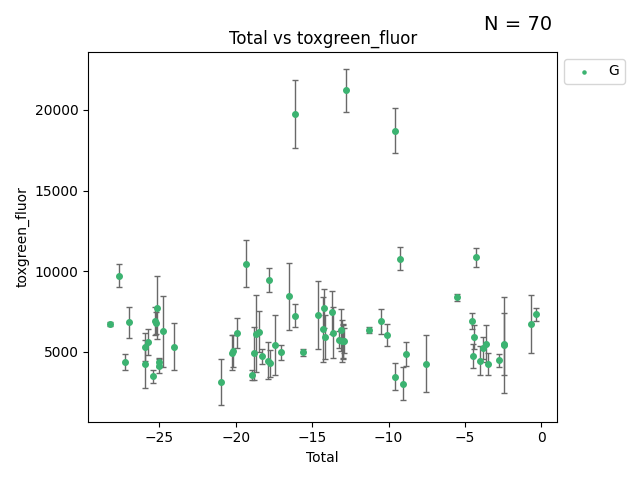 N = 70
Total vs toxgreen_fluor
G
20000
15000
10000
5000
toxgreen_fluor
−25 −20 −15 −10 −5 0
Total